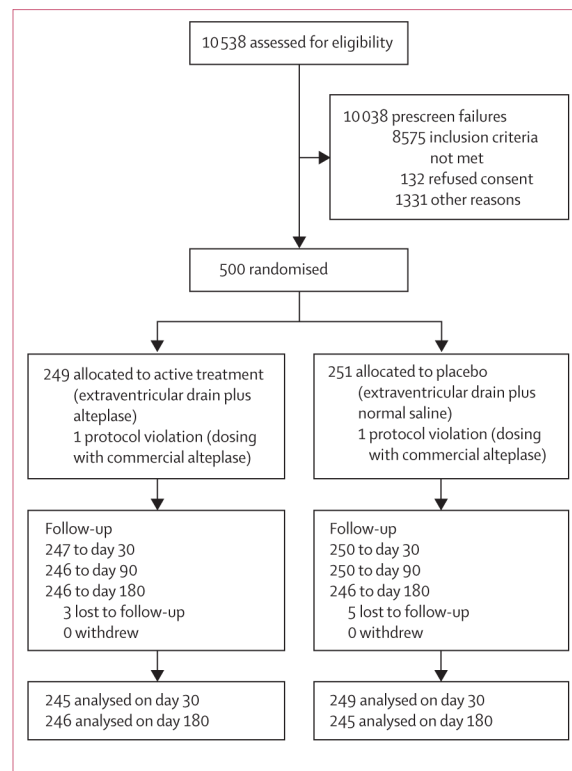 10 538 assessed for eligibility
10 038 prescreen failures
8575 inclusion criteria
not met
132 refused consent
1331 other reasons
500 randomised
249 allocated to active treatment
(extraventricular drain plus
alteplase)
1 protocol violation (dosing
with commercial alteplase)
251 allocated to placebo
(extraventricular drain plus
normal saline)
1 protocol violation (dosing
with commercial alteplase)
Follow-up
247 to day 30
246 to day 90
246 to day 180
3 lost to follow-up
0 withdrew
Follow-up
250 to day 30
250 to day 90
246 to day 180
5 lost to follow-up
0 withdrew
245 analysed on day 30
246 analysed on day 180
249 analysed on day 30
245 analysed on day 180